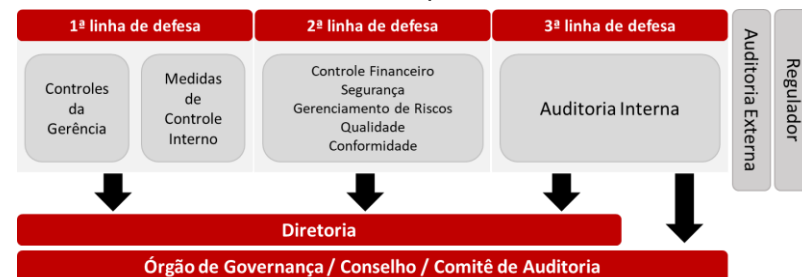 1ª linha de defesa
2ª linha de defesa
3ª linha de defesa
Controles
da
Gerência
Medidas
de
Controle
Interno
Controle Financeiro
Segurança
Gerenciamento de Riscos
Qualidade
Conformidade
Auditoria Interna
Auditoria Externa
Regulador
Diretoria
Órgão de Governança / Conselho / Comitê de Auditoria